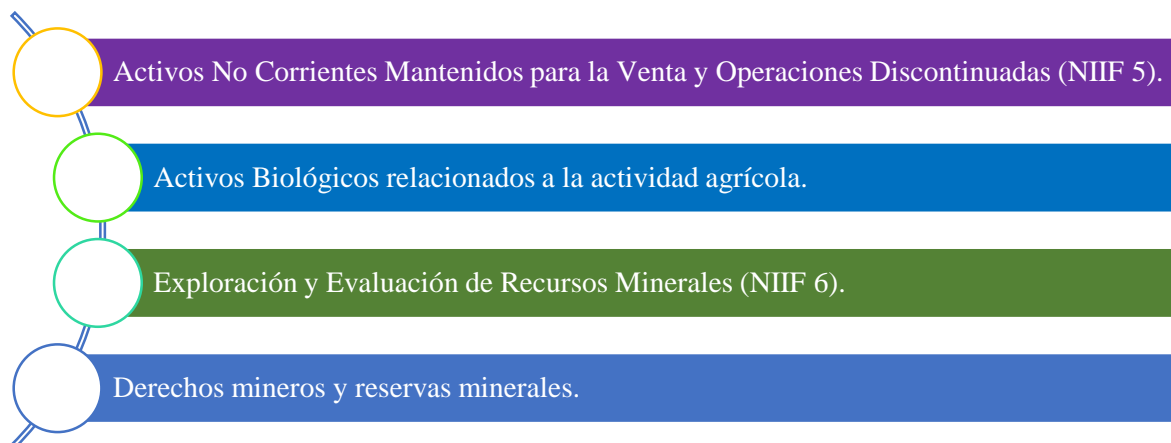 Activos No Corrientes Mantenidos para la Venta y Operaciones Discontinuadas (NIIF 5).
Activos Biológicos relacionados a la actividad agrícola.
Exploración y Evaluación de Recursos Minerales (NIIF 6).
Derechos mineros y reservas minerales.